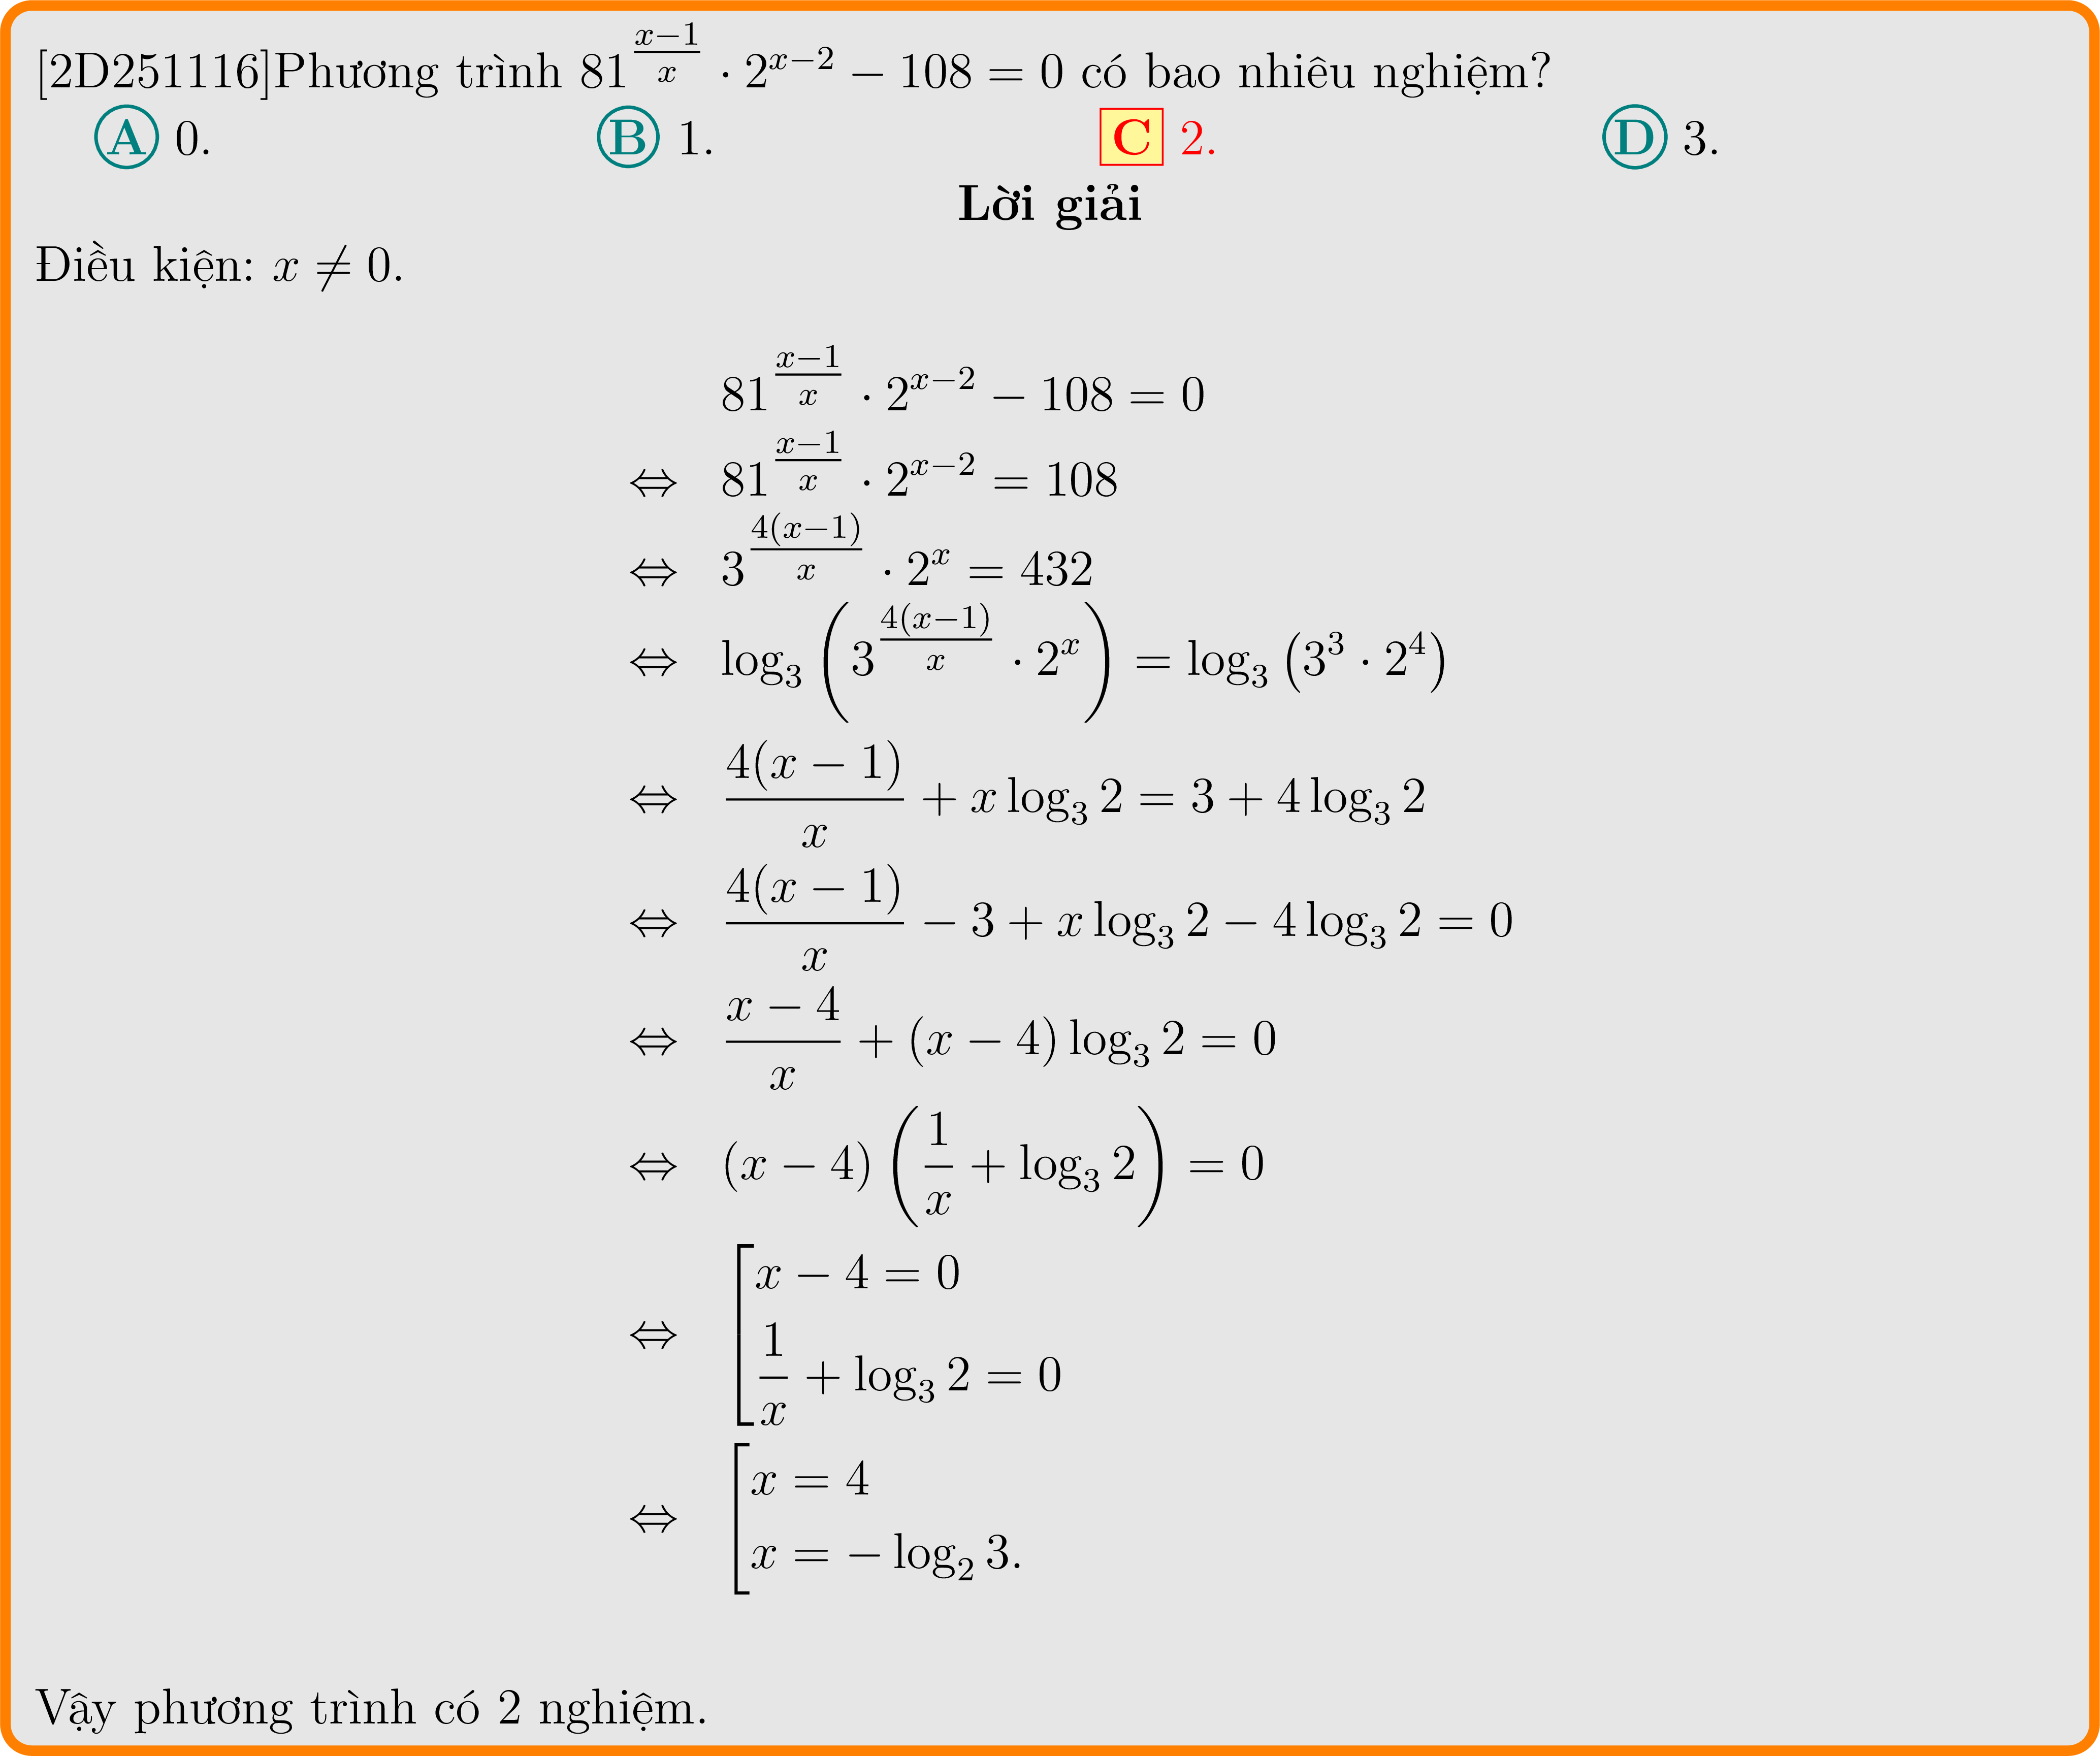 [2D251116]Phương trình $81^{\frac{x-1}{x}} \cdot 2^{x-2} - 108 = 0$ có bao nhiêu nghiệm?
A 0. B 1. C 2. D 3.
Lời giải
Điều kiện: $x \neq 0$.
$81^{\frac{x-1}{x}} \cdot 2^{x-2} - 108 = 0$
$\Leftrightarrow 81^{\frac{x-1}{x}} \cdot 2^{x-2} = 108$
$\Leftrightarrow 3^{\frac{4(x-1)}{x}} \cdot 2^{x} = 432$
$\Leftrightarrow \log_3 \left( 3^{\frac{4(x-1)}{x}} \cdot 2^{x} \right) = \log_3 \left( 3^3 \cdot 2^4 \right)$
$\Leftrightarrow \frac{4(x-1)}{x} + x \log_3 2 = 3 + 4 \log_3 2$
$\Leftrightarrow \frac{4(x-1)}{x} - 3 + x \log_3 2 - 4 \log_3 2 = 0$
$\Leftrightarrow \frac{x-4}{x} + (x-4) \log_3 2 = 0$
$\Leftrightarrow (x-4) \left( \frac{1}{x} + \log_3 2 \right) = 0$
$\Leftrightarrow \left[ \begin{array}{l} x - 4 = 0 \\ \frac{1}{x} + \log_3 2 = 0 \end{array} \right.$
$\Leftrightarrow \left[ \begin{array}{l} x = 4 \\ x = -\log_2 3. \end{array} \right.$
Vậy phương trình có 2 nghiệm.